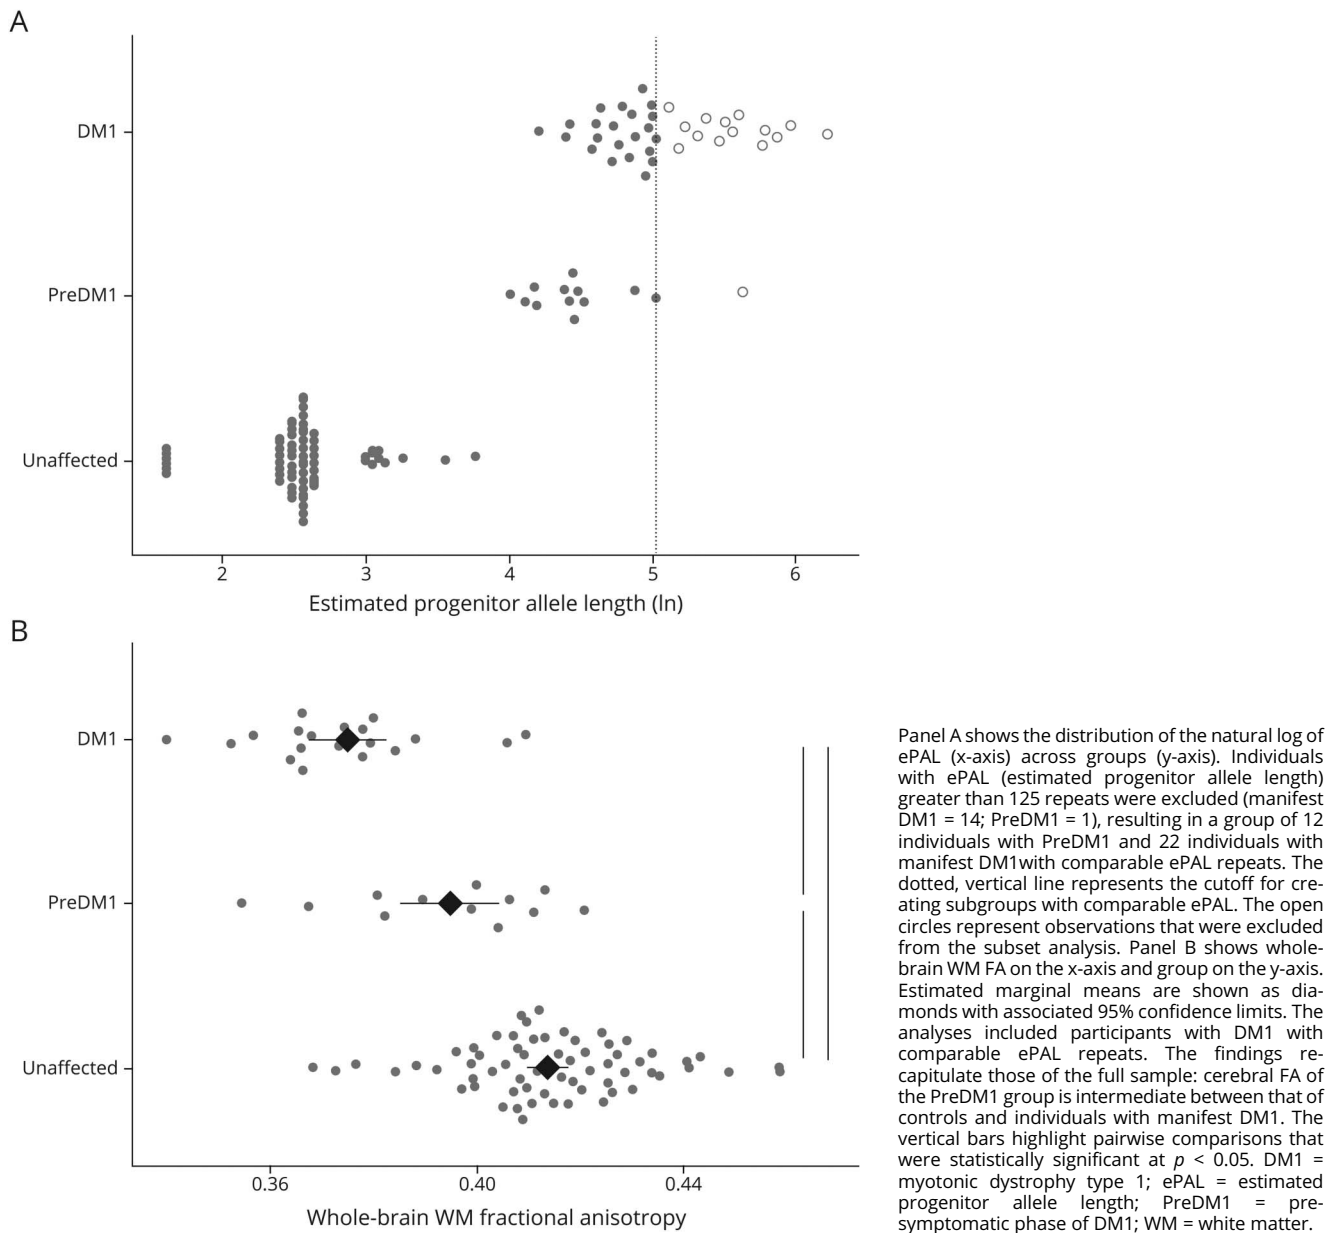 A
DM1
PreDM1
Unaffected
2 3 4 5 6
Estimated progenitor allele length (ln)
B
DM1
PreDM1
Unaffected
0.36 0.40 0.44
Whole-brain WM fractional anisotropy
Panel A shows the distribution of the natural log of
ePAL (x-axis) across groups (y-axis). Individuals
with ePAL (estimated progenitor allele length)
greater than 125 repeats were excluded (manifest
DM1 = 14; PreDM1 = 1), resulting in a group of 12
individuals with PreDM1 and 22 individuals with
manifest DM1with comparable ePAL repeats. The
dotted, vertical line represents the cutoff for cre-
ating subgroups with comparable ePAL. The open
circles represent observations that were excluded
from the subset analysis. Panel B shows whole-
brain WM FA on the x-axis and group on the y-axis.
Estimated marginal means are shown as dia-
monds with associated 95% confidence limits. The
analyses included participants with DM1 with
comparable ePAL repeats. The findings re-
capitulate those of the full sample: cerebral FA of
the PreDM1 group is intermediate between that of
controls and individuals with manifest DM1. The
vertical bars highlight pairwise comparisons that
were statistically significant at p < 0.05. DM1 =
myotonic dystrophy type 1; ePAL = estimated
progenitor allele length; PreDM1 = pre-
symptomatic phase of DM1; WM = white matter.